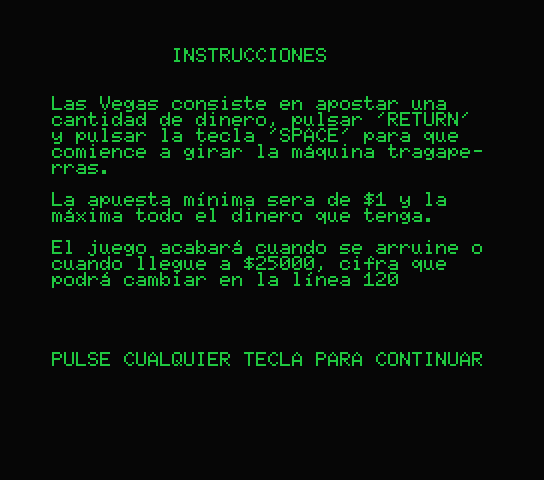 INSTRUCCIONES
Las Vegas consiste en apostar una
cantidad de dinero, pulsar 'RETURN'
y pulsar la tecla 'SPACE' para que
comience a girar la máquina tragape-
rras.
La apuesta mínima sera de $1 y la
máxima todo el dinero que tenga.
El juego acabará cuando se arruine o
cuando llegue a $25000, cifra que
podrá cambiar en la línea 120
PULSE CUALQUIER TECLA PARA CONTINUAR